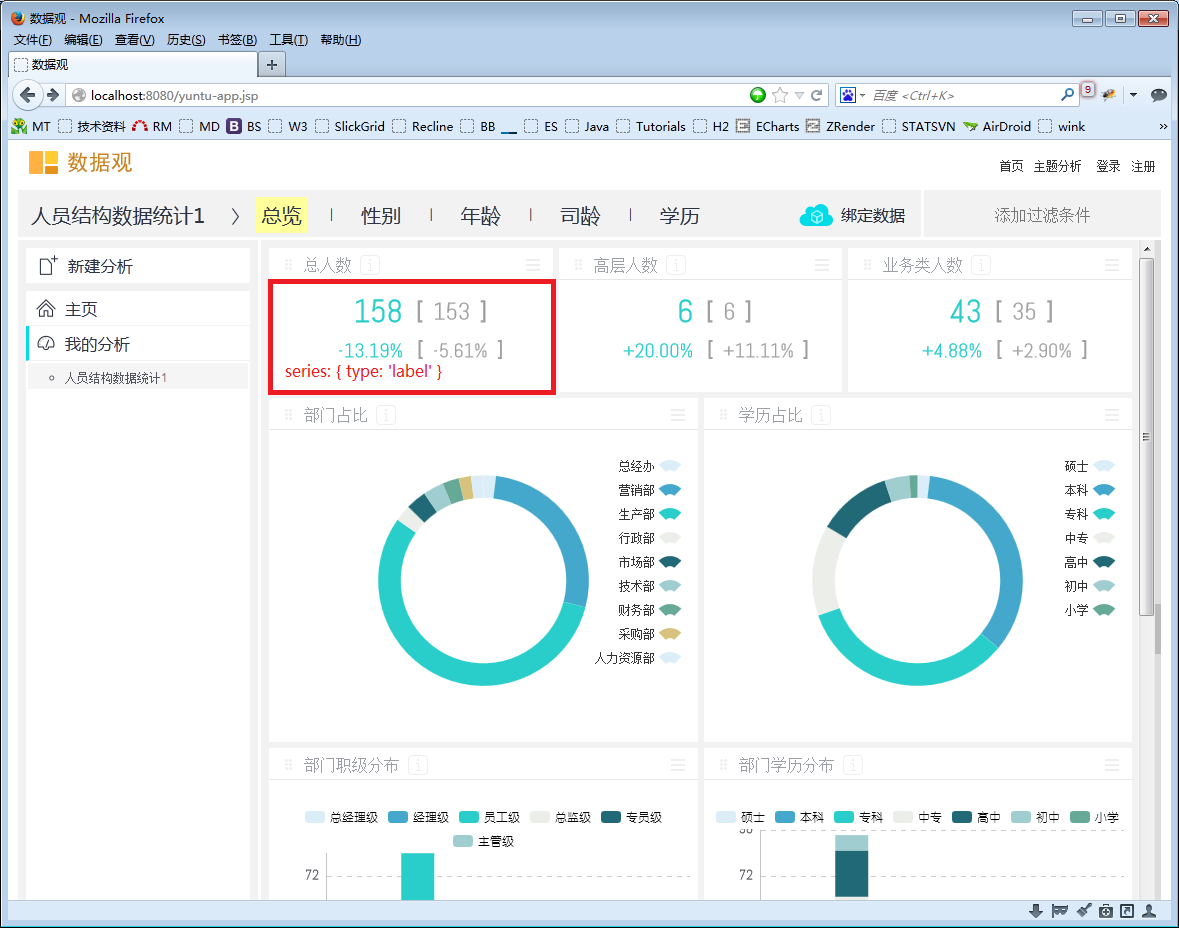 数据观 - Mozilla Firefox
文件(F) 编辑(E) 查看(V) 历史(S) 书签(B) 工具(T) 帮助(H)
数据观
localhost:8080/yuntu-app.jsp 百度 <Ctrl+K> 9
MT 技术资料 RM MD B BS W3 SlickGrid Recline BB ES Java Tutorials H2 ECharts ZRender STATSVN AirDroid wink »
数据观
首页 主题分析 登录 注册
人员结构数据统计1 > 总览 | 性别 | 年龄 | 司龄 | 学历 绑定数据 添加过滤条件
新建分析
主页
我的分析
人员结构数据统计1
总人数 高层人数 业务类人数
158 [ 153 ] 6 [ 6 ] 43 [ 35 ]
-13.19% [ -5.61% ] +20.00% [ +11.11% ] +4.88% [ +2.90% ]
series: { type: 'label' }
部门占比 学历占比
总经办
营销部
生产部
行政部
市场部
技术部
财务部
采购部
人力资源部
硕士
本科
专科
中专
高中
初中
小学
部门职级分布 部门学历分布
总经理级 经理级 员工级 总监级 专员级
主管级
72
硕士 本科 专科 中专 高中 初中 小学
72